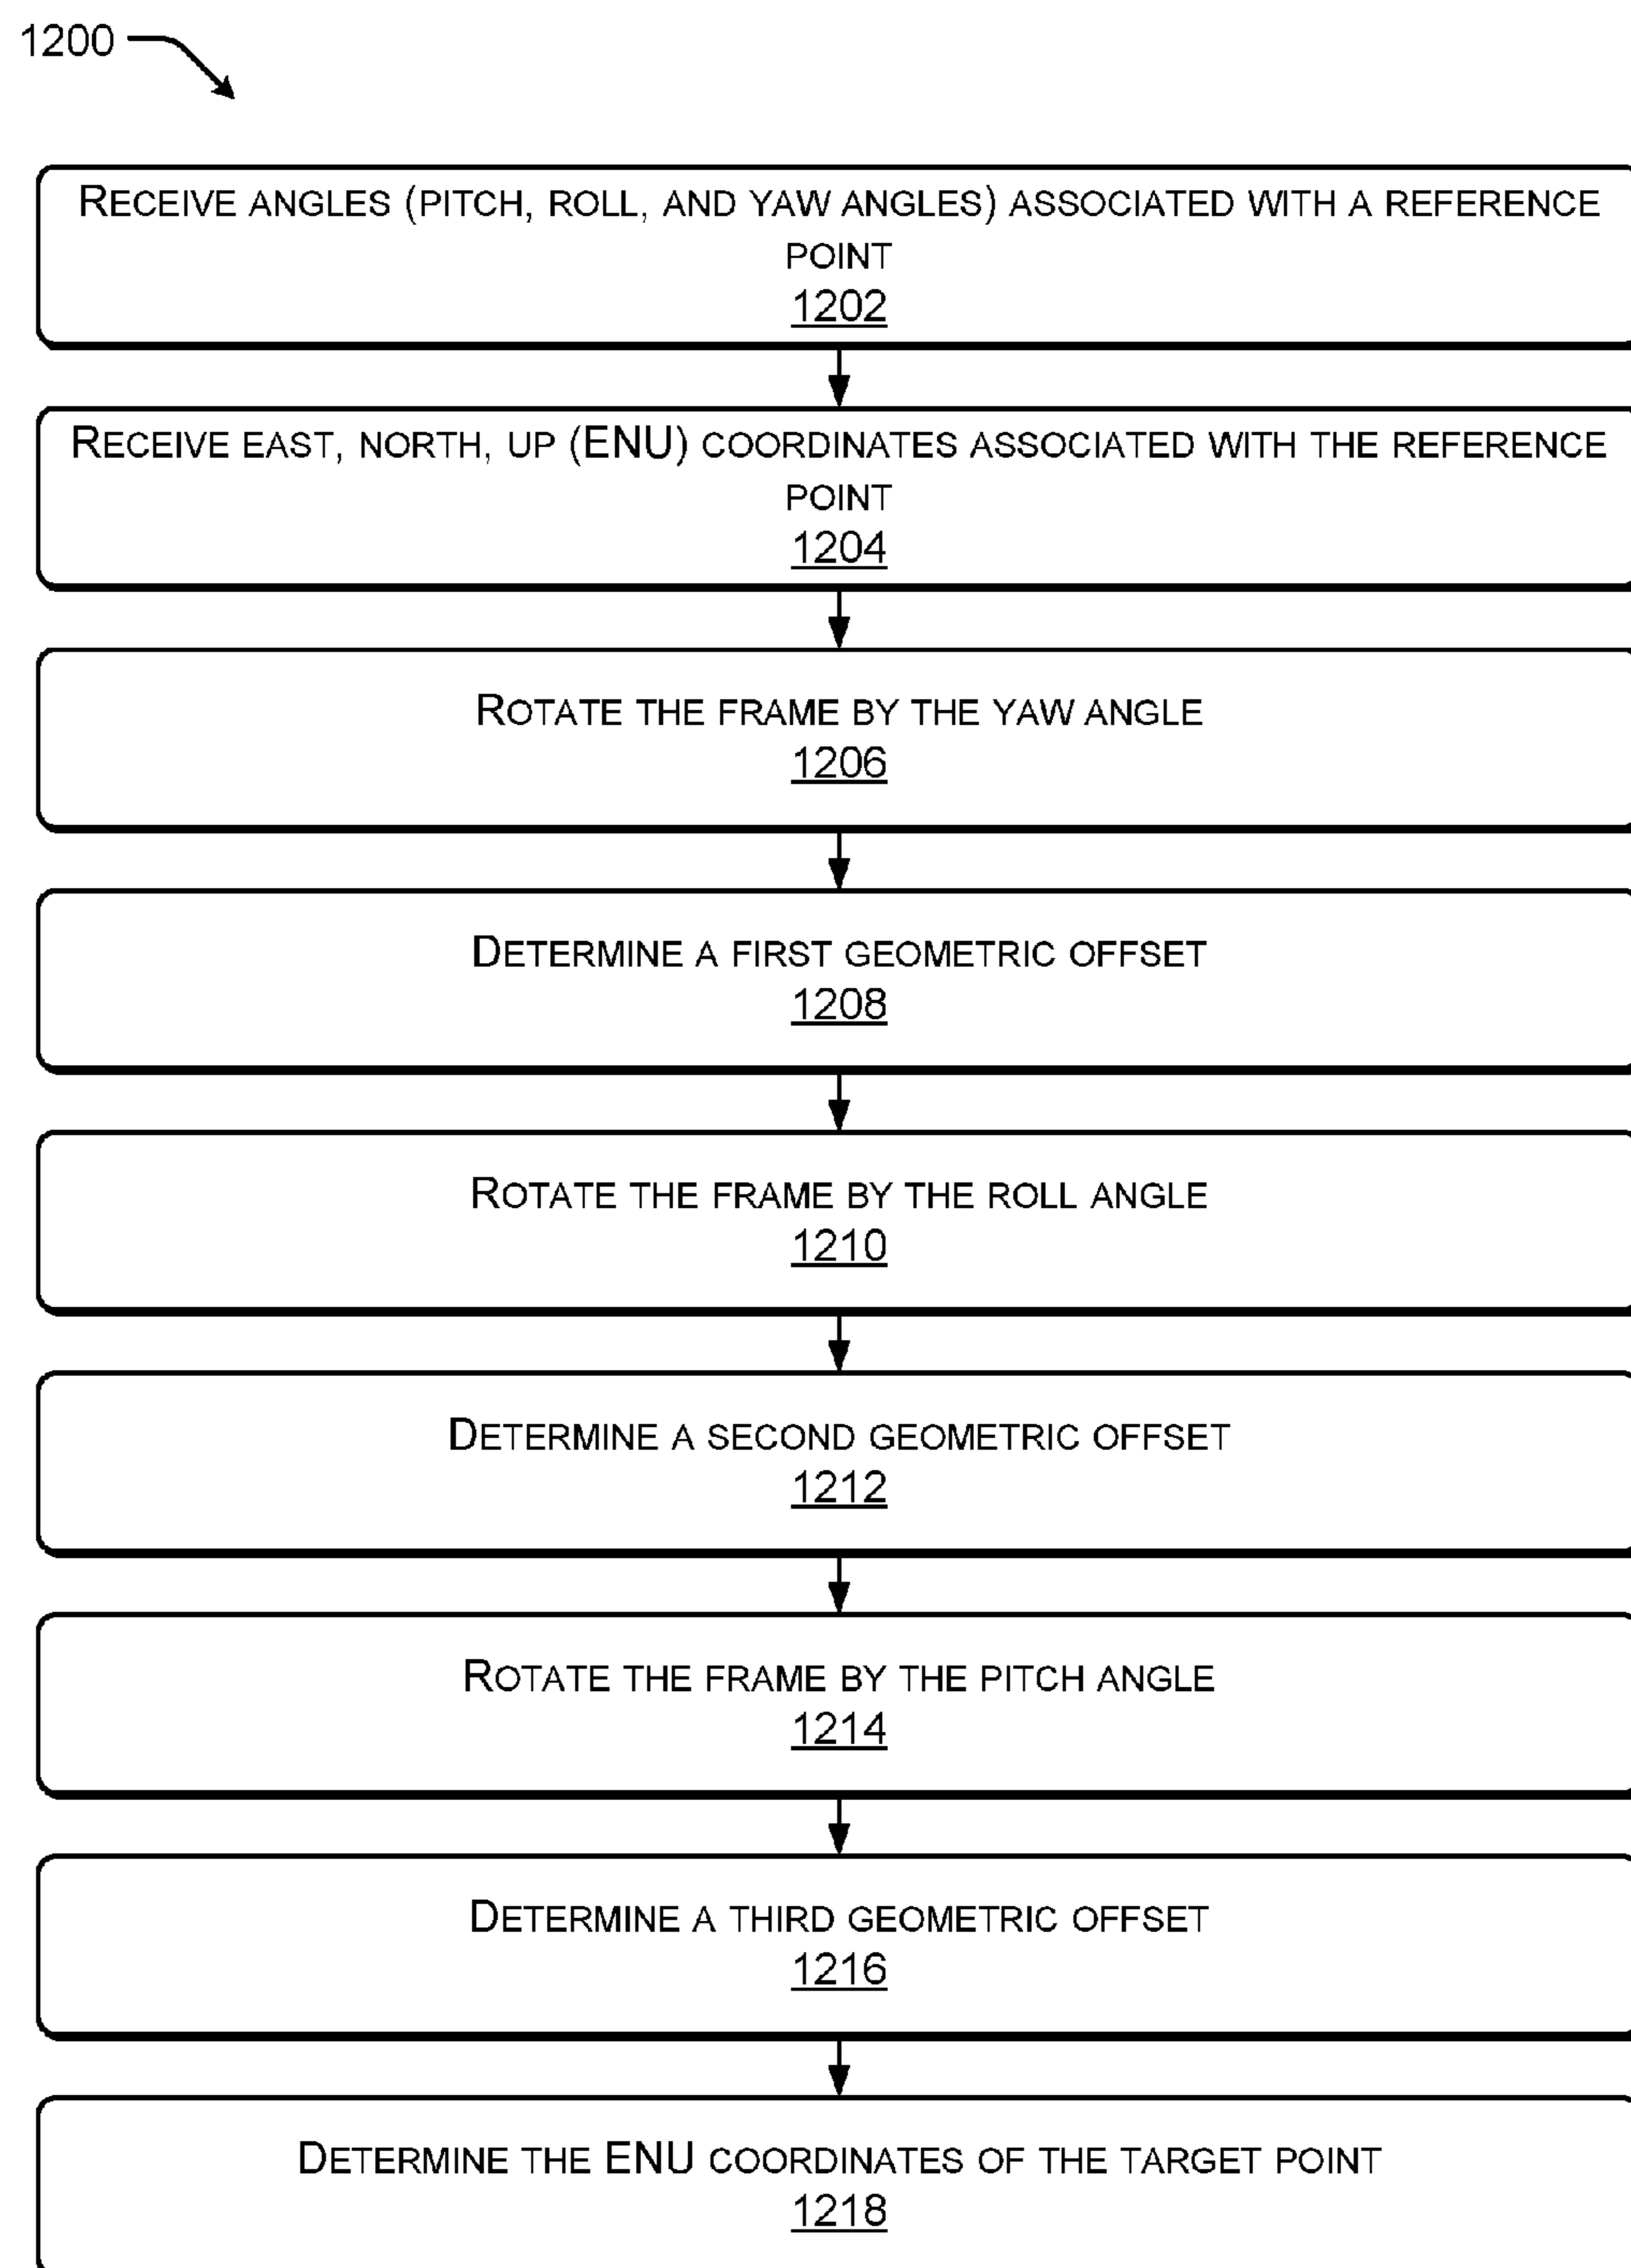 1200
RECEIVE ANGLES (PITCH, ROLL, AND YAW ANGLES) ASSOCIATED WITH A REFERENCE
POINT
1202
RECEIVE EAST, NORTH, UP (ENU) COORDINATES ASSOCIATED WITH THE REFERENCE
POINT
1204
ROTATE THE FRAME BY THE YAW ANGLE
1206
DETERMINE A FIRST GEOMETRIC OFFSET
1208
ROTATE THE FRAME BY THE ROLL ANGLE
1210
DETERMINE A SECOND GEOMETRIC OFFSET
1212
ROTATE THE FRAME BY THE PITCH ANGLE
1214
DETERMINE A THIRD GEOMETRIC OFFSET
1216
DETERMINE THE ENU COORDINATES OF THE TARGET POINT
1218